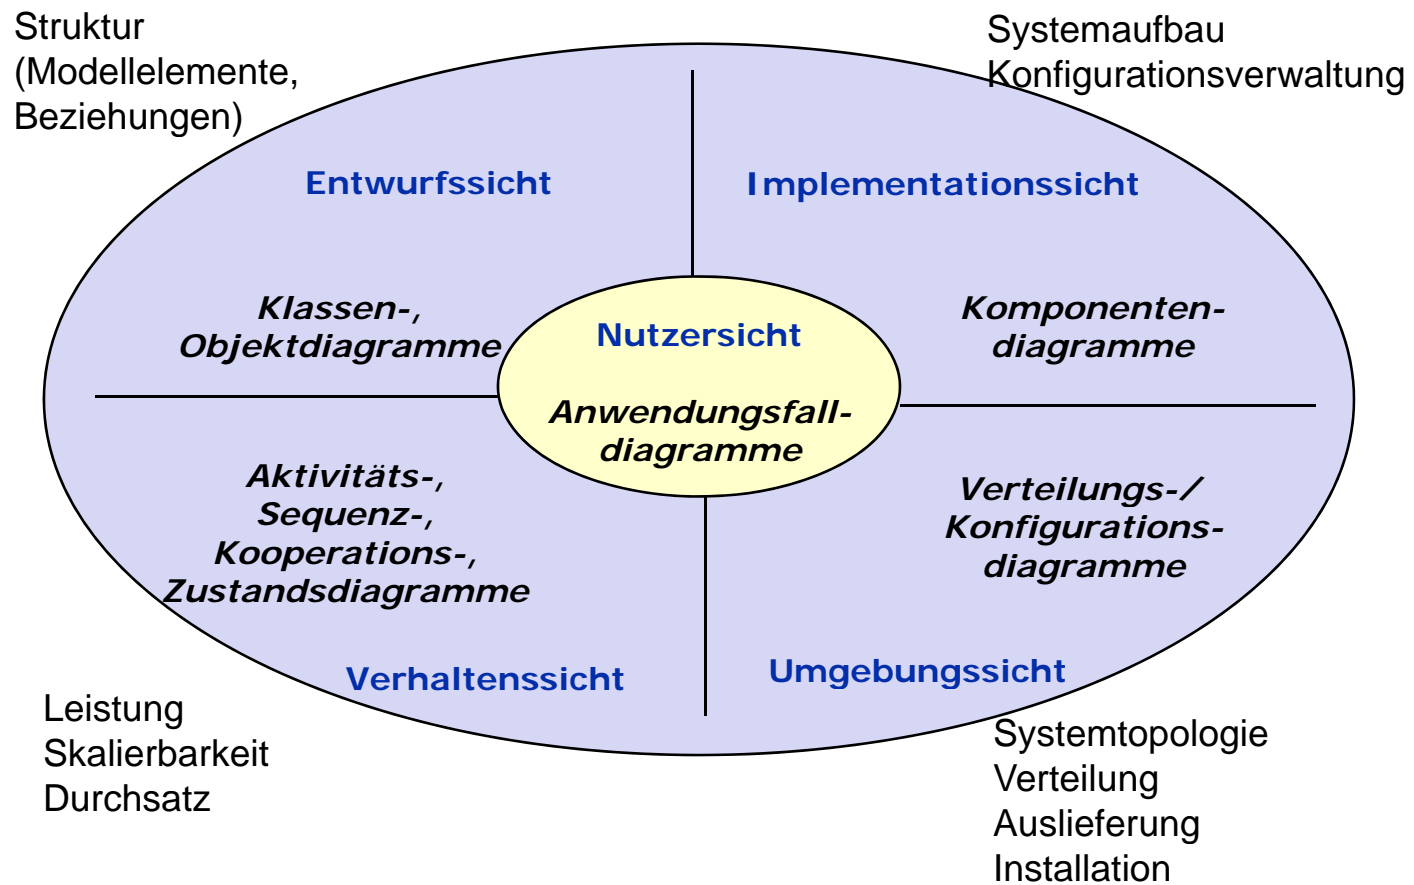 Struktur
(Modellelemente,
Beziehungen)
Systemaufbau
Konfigurationsverwaltung
Entwurfssicht
Klassen-,
Objektdiagramme
Implementationssicht
Komponenten-
diagramme
Nutzersicht
Anwendungsfall-
diagramme
Aktivitäts-,
Sequenz-,
Kooperations-,
Zustandsdiagramme
Verhaltenssicht
Verteilungs-/
Konfigurations-
diagramme
Umgebungssicht
Leistung
Skalierbarkeit
Durchsatz
Systemtopologie
Verteilung
Auslieferung
Installation